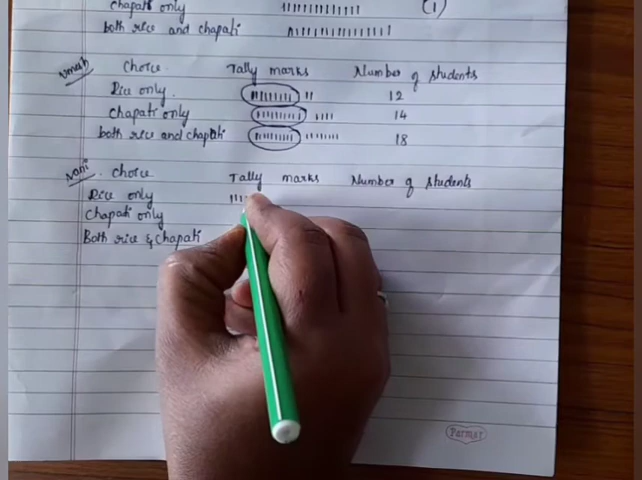 Chapati only (1)
both rice and chapati
Umesh Choice Tally marks Number of students
Rice only. 12
Chapati only 14
both rice and chapati 18
Vani Choice Tally marks Number of students
Rice only
Chapati only
Both rice & chapati
Parmar